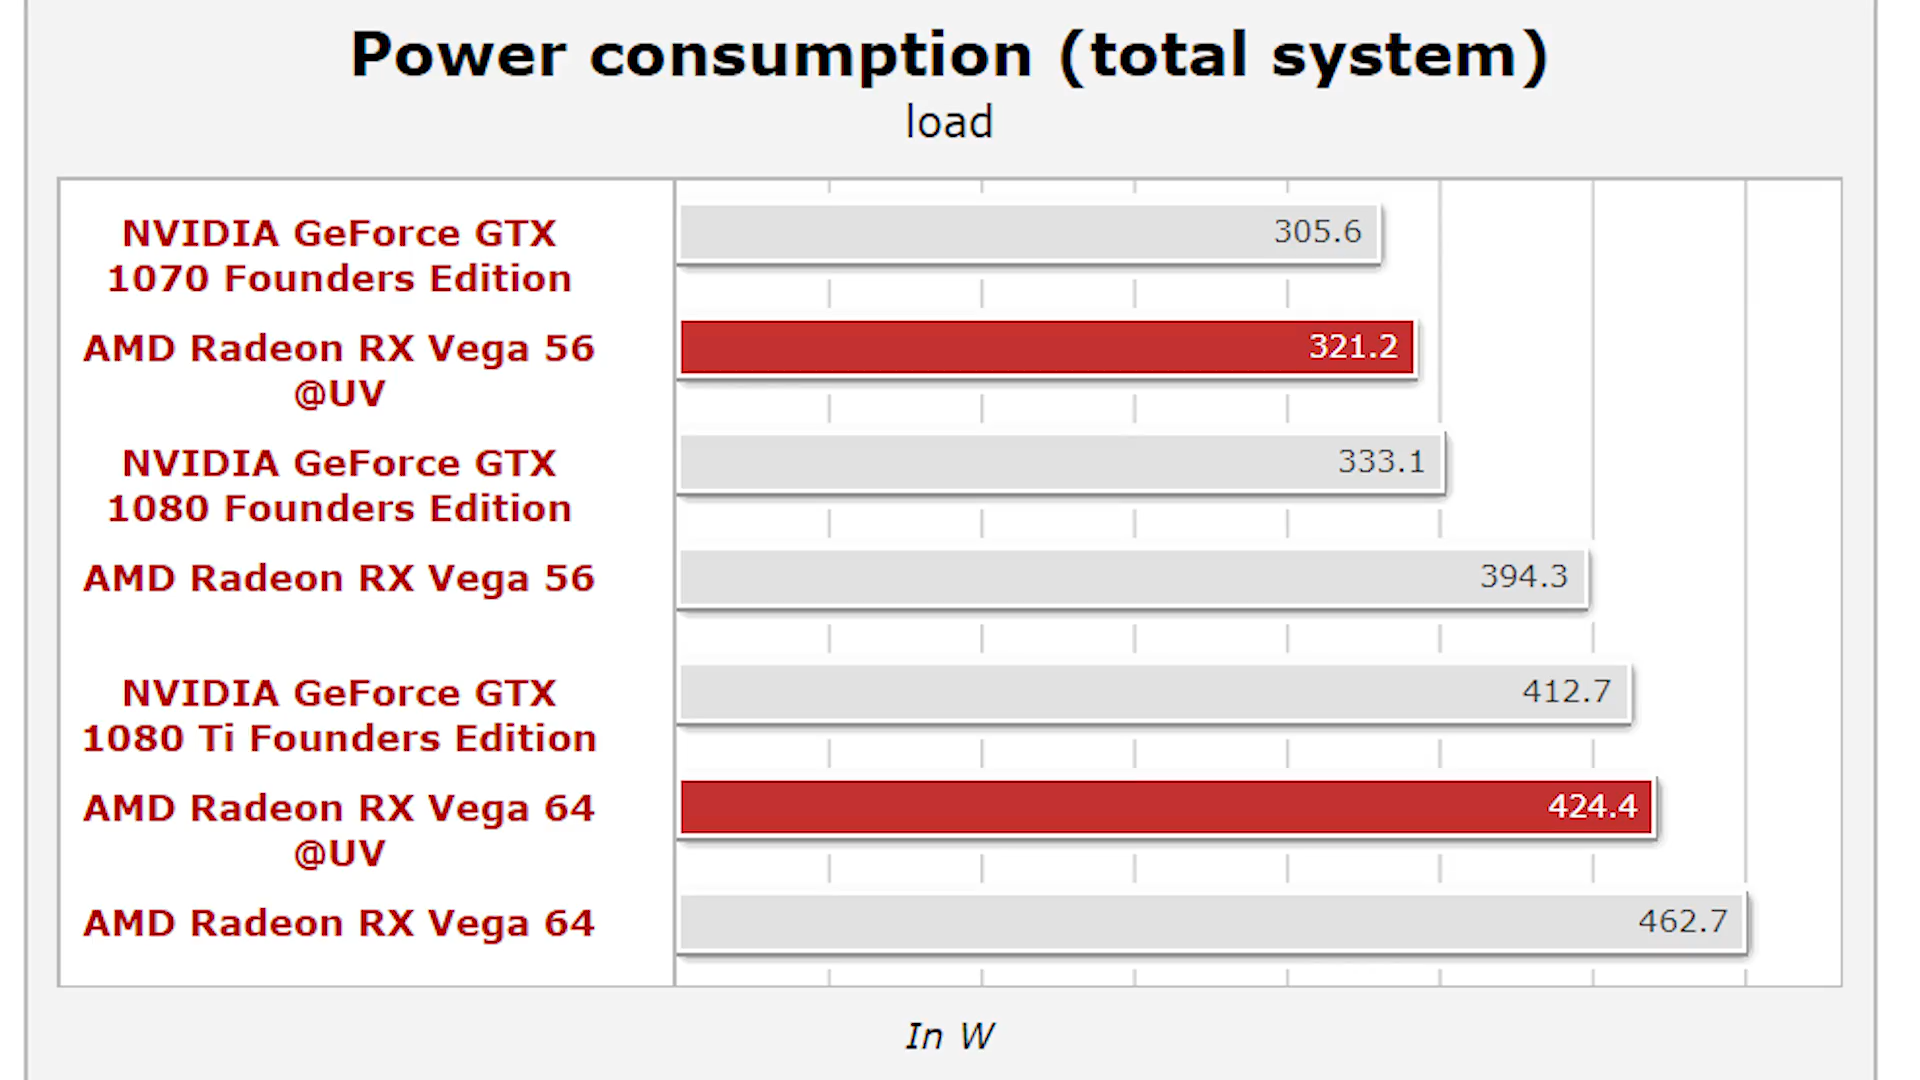 Power consumption (total system)
load
NVIDIA GeForce GTX
1070 Founders Edition
305.6
AMD Radeon RX Vega 56
@UV
321.2
NVIDIA GeForce GTX
1080 Founders Edition
333.1
AMD Radeon RX Vega 56
394.3
NVIDIA GeForce GTX
1080 Ti Founders Edition
412.7
AMD Radeon RX Vega 64
@UV
424.4
AMD Radeon RX Vega 64
462.7
In W